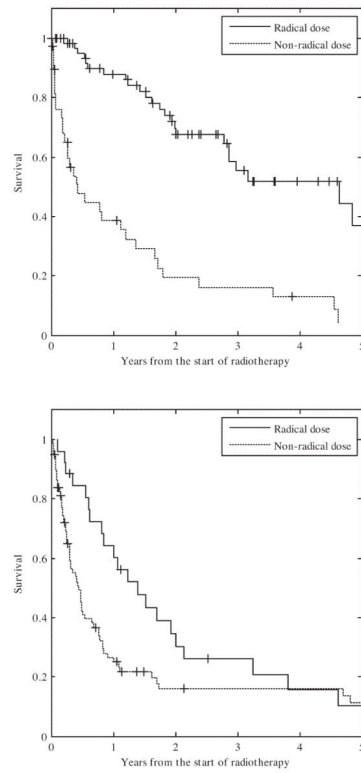 Radical dose
Non-radical dose
1
0.8
0.6
0.4
0.2
0
Survival
0 1 2 3 4 5
Years from the start of radiotherapy
Radical dose
Non-radical dose
1
0.8
0.6
0.4
0.2
0
Survival
0 1 2 3 4 5
Years from the start of radiotherapy